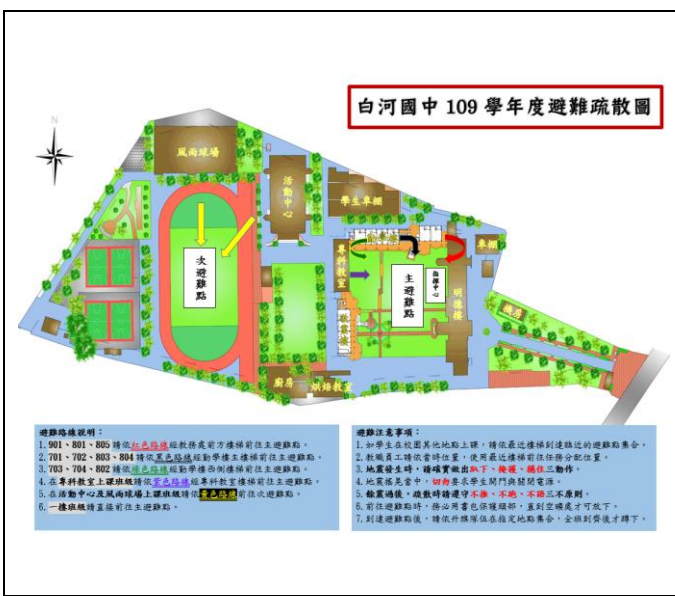 白河國中 109 學年度避難疏散圖
N
風雨球場
活動中心
學生車棚
車棚
專科教室
次避難點
主避難點
指揮中心
明德樓
機房
敬業樓
廚房
烘焙教室
避難路線說明：
1. 901、801、805 請依紅色路線經教務處前方樓梯前往主避難點。
2. 701、702、803、804 請依黑色路線經勤學樓主樓梯前往主避難點。
3. 703、704、802 請依綠色路線經勤學樓西側樓梯前往主避難點。
4. 在專科教室上課班級請依紫色路線經專科教室樓梯前往主避難點。
5. 在活動中心及風雨球場上課班級請依黃色路線前往次避難點。
6. 一樓班級請直接前往主避難點。
避難注意事項：
1. 如學生在校園其他地點上課，請依最近樓梯到達臨近的避難點集合。
2. 教職員工請依當時位置，使用最近樓梯前往任務分配位置。
3. 地震發生時，請確實做出趴下、掩護、穩住三動作。
4. 地震搖晃當中，切勿要求學生開門與關閉電源。
5. 餘震過後，疏散時請遵守不推、不跑、不語三不原則。
6. 前往避難點時，務必用書包保護頭部，直到空曠處才可放下。
7. 到達避難點後，請依升旗隊伍在指定地點集合，全班到齊後才蹲下。